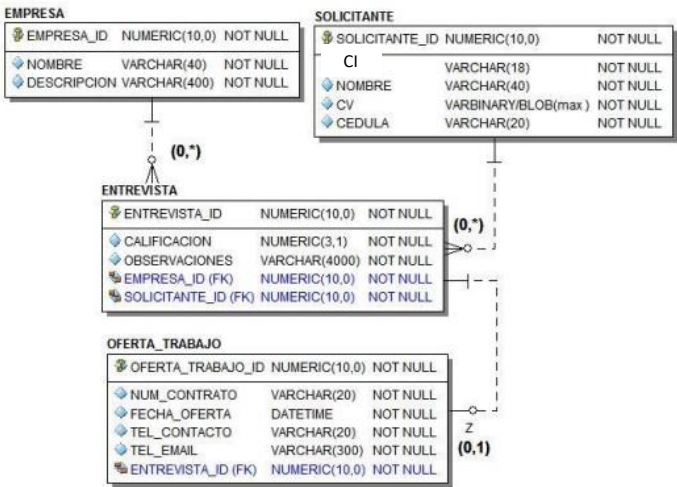 EMPRESA
EMPRESA_ID NUMERIC(10,0) NOT NULL
NOMBRE VARCHAR(40) NOT NULL
DESCRIPCION VARCHAR(400) NOT NULL
SOLICITANTE
SOLICITANTE_ID NUMERIC(10,0) NOT NULL
CI VARCHAR(18) NOT NULL
NOMBRE VARCHAR(40) NOT NULL
CV VARBINARY/BLOB(max) NOT NULL
CEDULA VARCHAR(20) NOT NULL
(0,*)
ENTREVISTA
ENTREVISTA_ID NUMERIC(10,0) NOT NULL
CALIFICACION NUMERIC(3,1) NOT NULL
OBSERVACIONES VARCHAR(4000) NOT NULL
EMPRESA_ID (FK) NUMERIC(10,0) NOT NULL
SOLICITANTE_ID (FK) NUMERIC(10,0) NOT NULL
(0,*)
OFERTA_TRABAJO
OFERTA_TRABAJO_ID NUMERIC(10,0) NOT NULL
NUM_CONTRATO VARCHAR(20) NOT NULL
FECHA_OFERTA DATETIME NOT NULL
TEL_CONTACTO VARCHAR(20) NOT NULL
TEL_EMAIL VARCHAR(300) NOT NULL
ENTREVISTA_ID (FK) NUMERIC(10,0) NOT NULL
Z
(0,1)